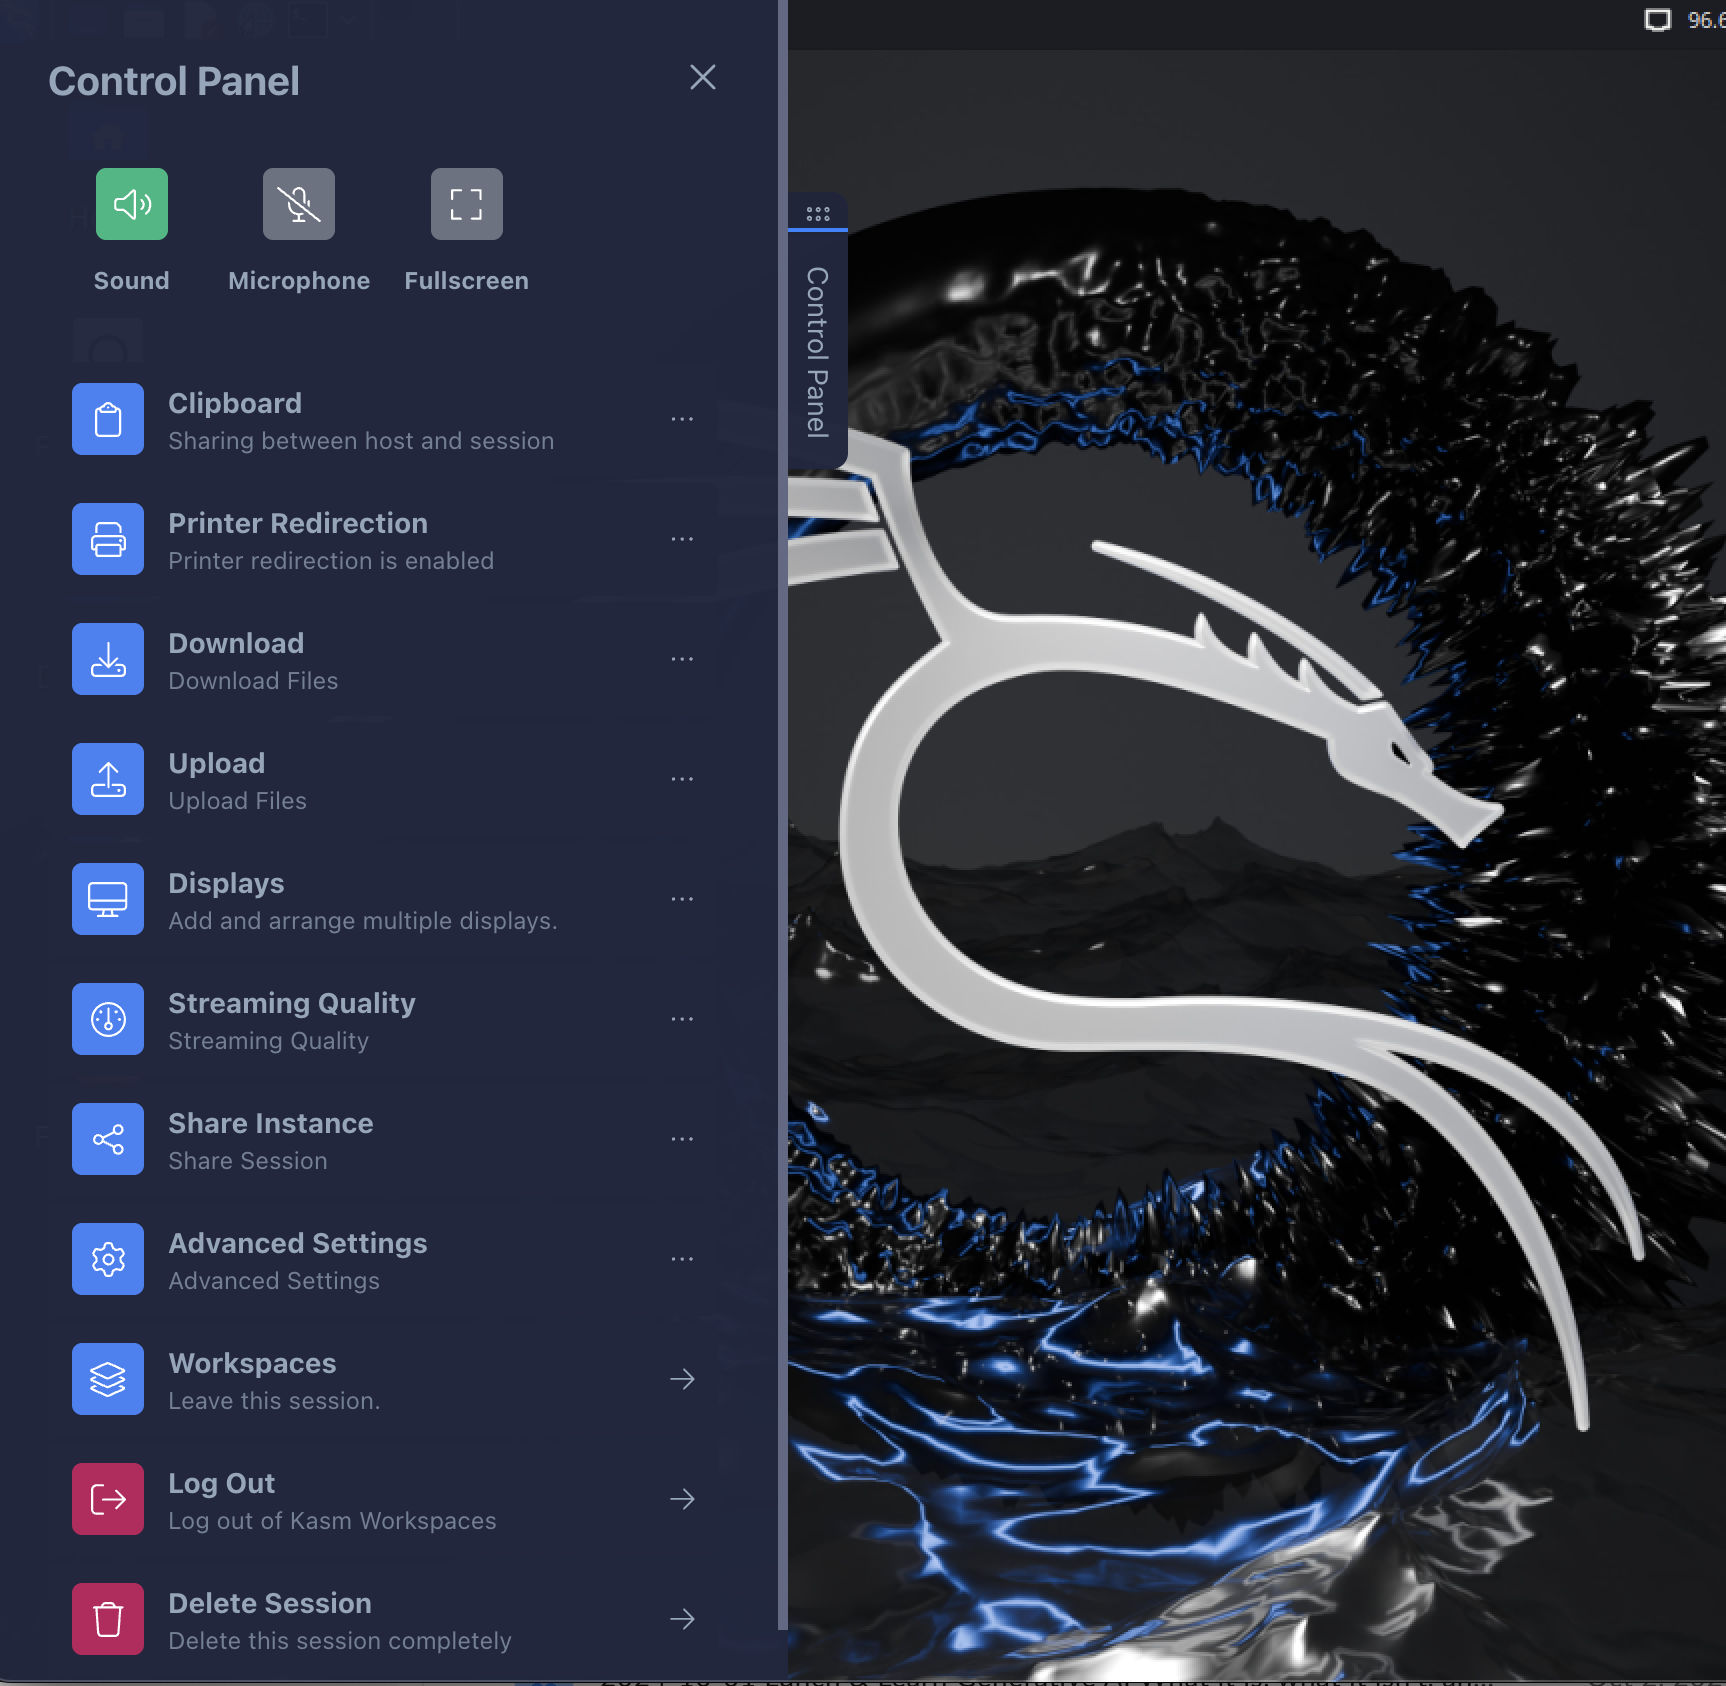 96.6
Control Panel
Sound
Microphone
Fullscreen
Control Panel
Clipboard
Sharing between host and session
Printer Redirection
Printer redirection is enabled
Download
Download Files
Upload
Upload Files
Displays
Add and arrange multiple displays.
Streaming Quality
Streaming Quality
Share Instance
Share Session
Advanced Settings
Advanced Settings
Workspaces
Leave this session.
Log Out
Log out of Kasm Workspaces
Delete Session
Delete this session completely